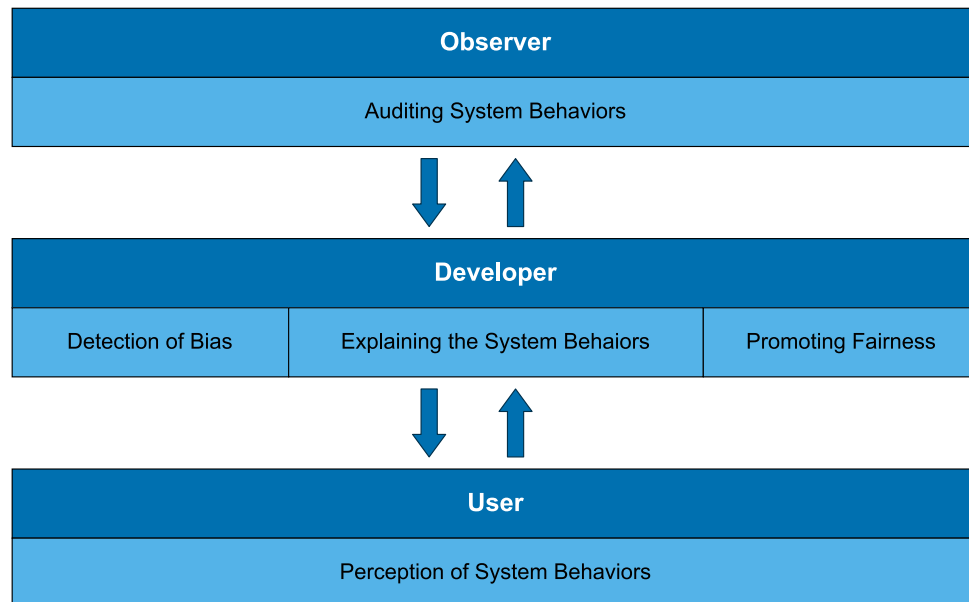 Observer
Auditing System Behaviors
Developer
Detection of Bias
Explaining the System Behaiors
Promoting Fairness
User
Perception of System Behaviors